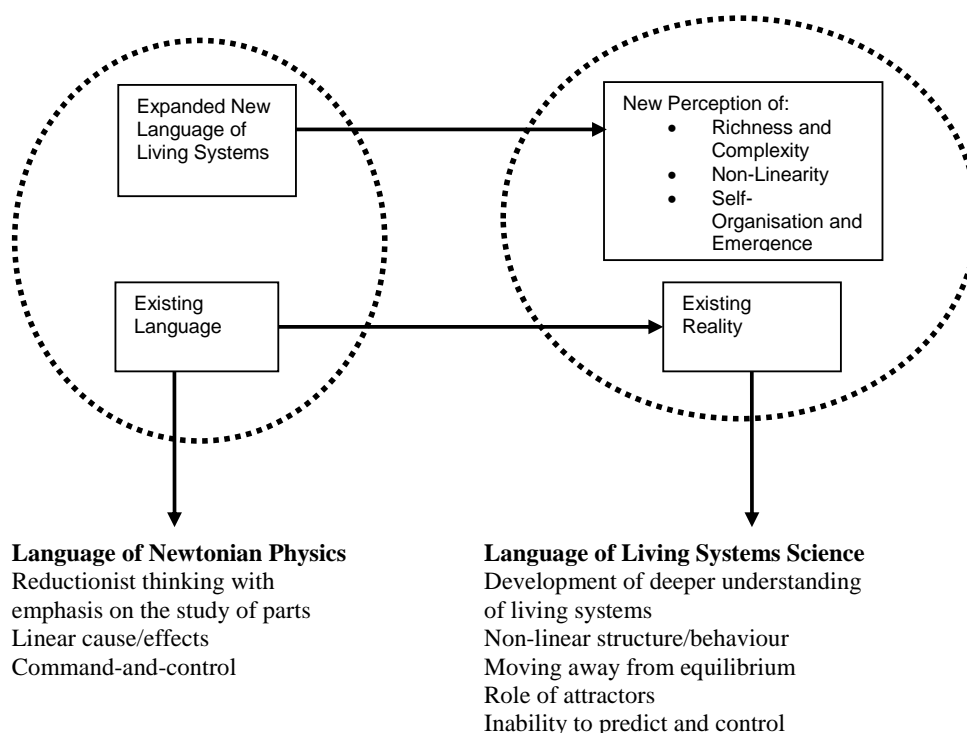 Expanded New
Language of
Living Systems
New Perception of:
• Richness and
Complexity
• Non-Linearity
• Self-
Organisation and
Emergence
Existing
Language
Existing
Reality
Language of Newtonian Physics
Reductionist thinking with
emphasis on the study of parts
Linear cause/effects
Command-and-control
Language of Living Systems Science
Development of deeper understanding
of living systems
Non-linear structure/behaviour
Moving away from equilibrium
Role of attractors
Inability to predict and control